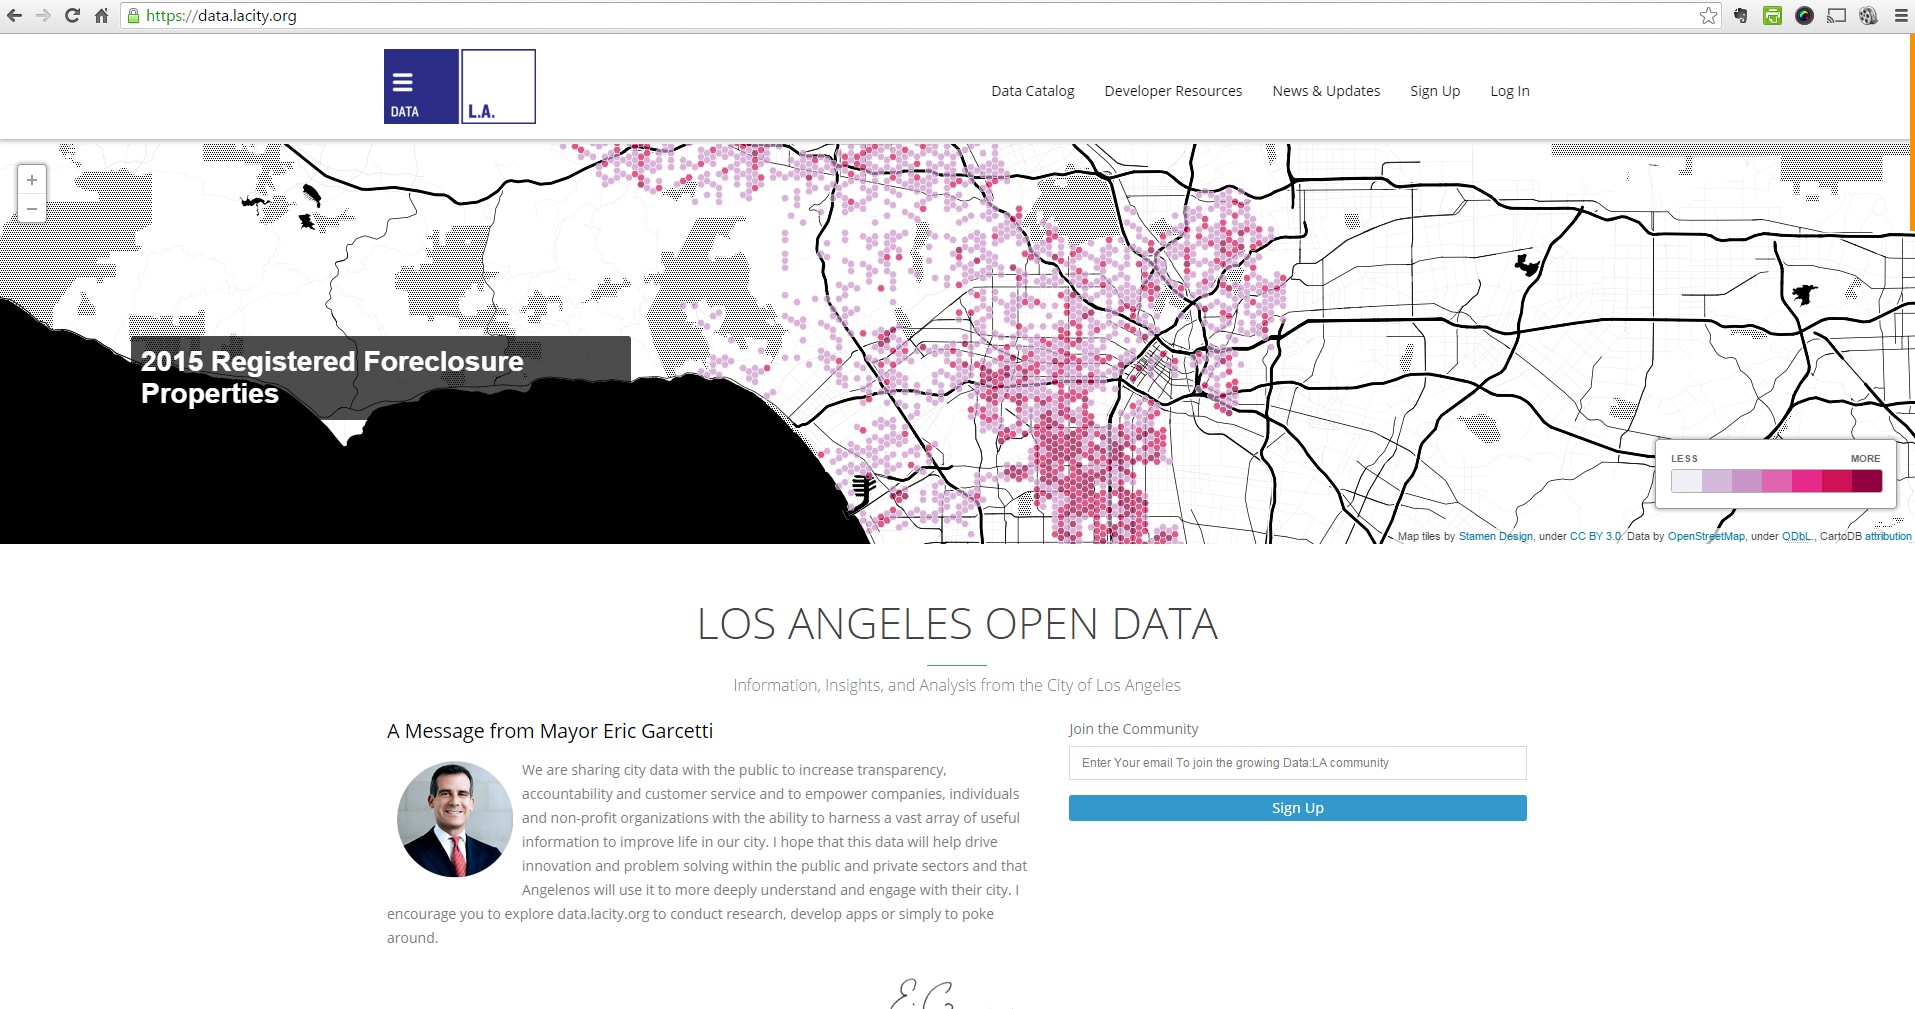 https://data.lacity.org
DATA
L.A.
Data Catalog
Developer Resources
News & Updates
Sign Up
Log In
+
−
2015 Registered Foreclosure
Properties
LESS
MORE
Map tiles by Stamen Design, under CC BY 3.0. Data by OpenStreetMap, under ODbL., CartoDB attribution
LOS ANGELES OPEN DATA
Information, Insights, and Analysis from the City of Los Angeles
A Message from Mayor Eric Garcetti
We are sharing city data with the public to increase transparency,
accountability and customer service and to empower companies, individuals
and non-profit organizations with the ability to harness a vast array of useful
information to improve life in our city. I hope that this data will help drive
innovation and problem solving within the public and private sectors and that
Angelenos will use it to more deeply understand and engage with their city. I
encourage you to explore data.lacity.org to conduct research, develop apps or simply to poke
around.
Join the Community
Enter Your email To join the growing Data:LA community
Sign Up